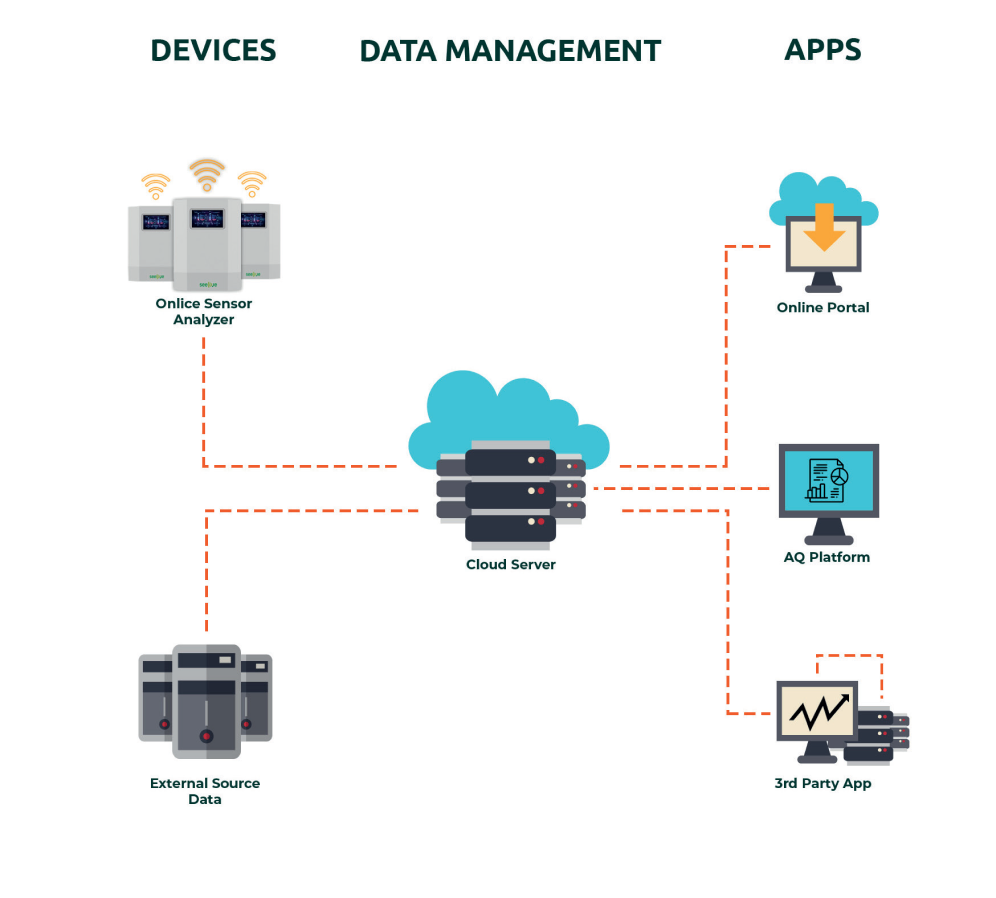 DEVICES
DATA MANAGEMENT
APPS
Onlice Sensor
Analyzer
Online Portal
Cloud Server
AQ Platform
External Source
Data
3rd Party App